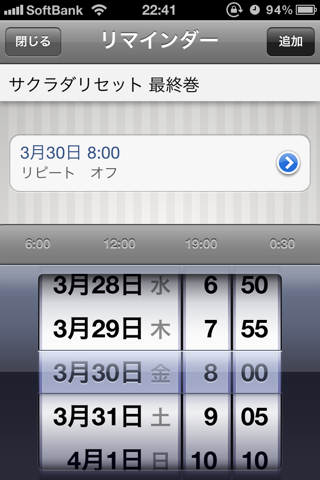 SoftBank 22:41 94%
閉じる リマインダー 追加
サクラダリセット 最終巻
3月30日 8:00
リピート オフ
6:00 12:00 19:00 0:30
3月28日 水 6 50
3月29日 木 7 55
3月30日 金 8 00
3月31日 土 9 05
4月1日 日 10 10